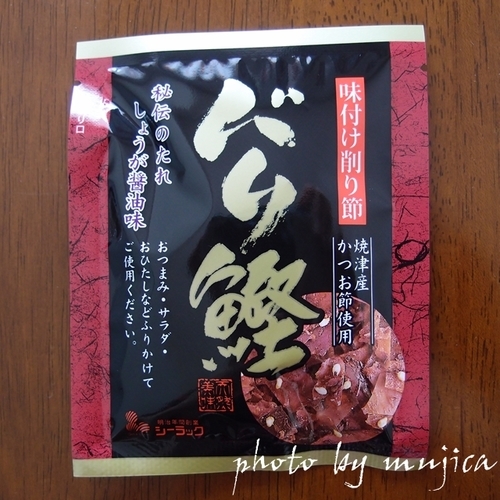 味付け削り節
焼津産
かつお節使用
バリ鰹
秘伝のたれ
しょうが醤油味
おつまみ・サラダ・
おひたしなどふりかけて
ご使用ください。
シーラック
photo by mujica